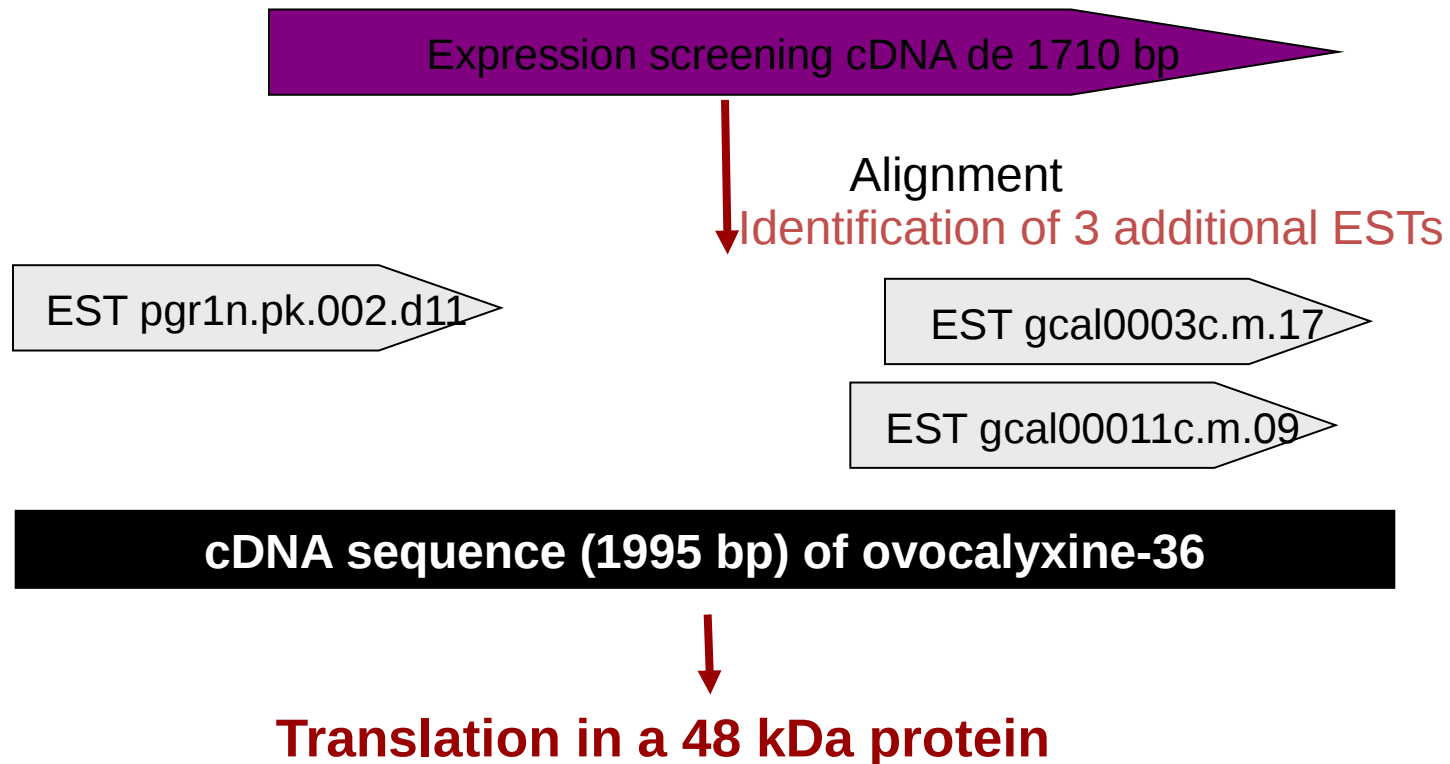 Expression screening cDNA de 1710 bp
Alignment
Identification of 3 additional ESTs
EST pgr1n.pk.002.d11
EST gcal0003c.m.17
EST gcal00011c.m.09
cDNA sequence (1995 bp) of ovocalyxine-36
Translation in a 48 kDa protein